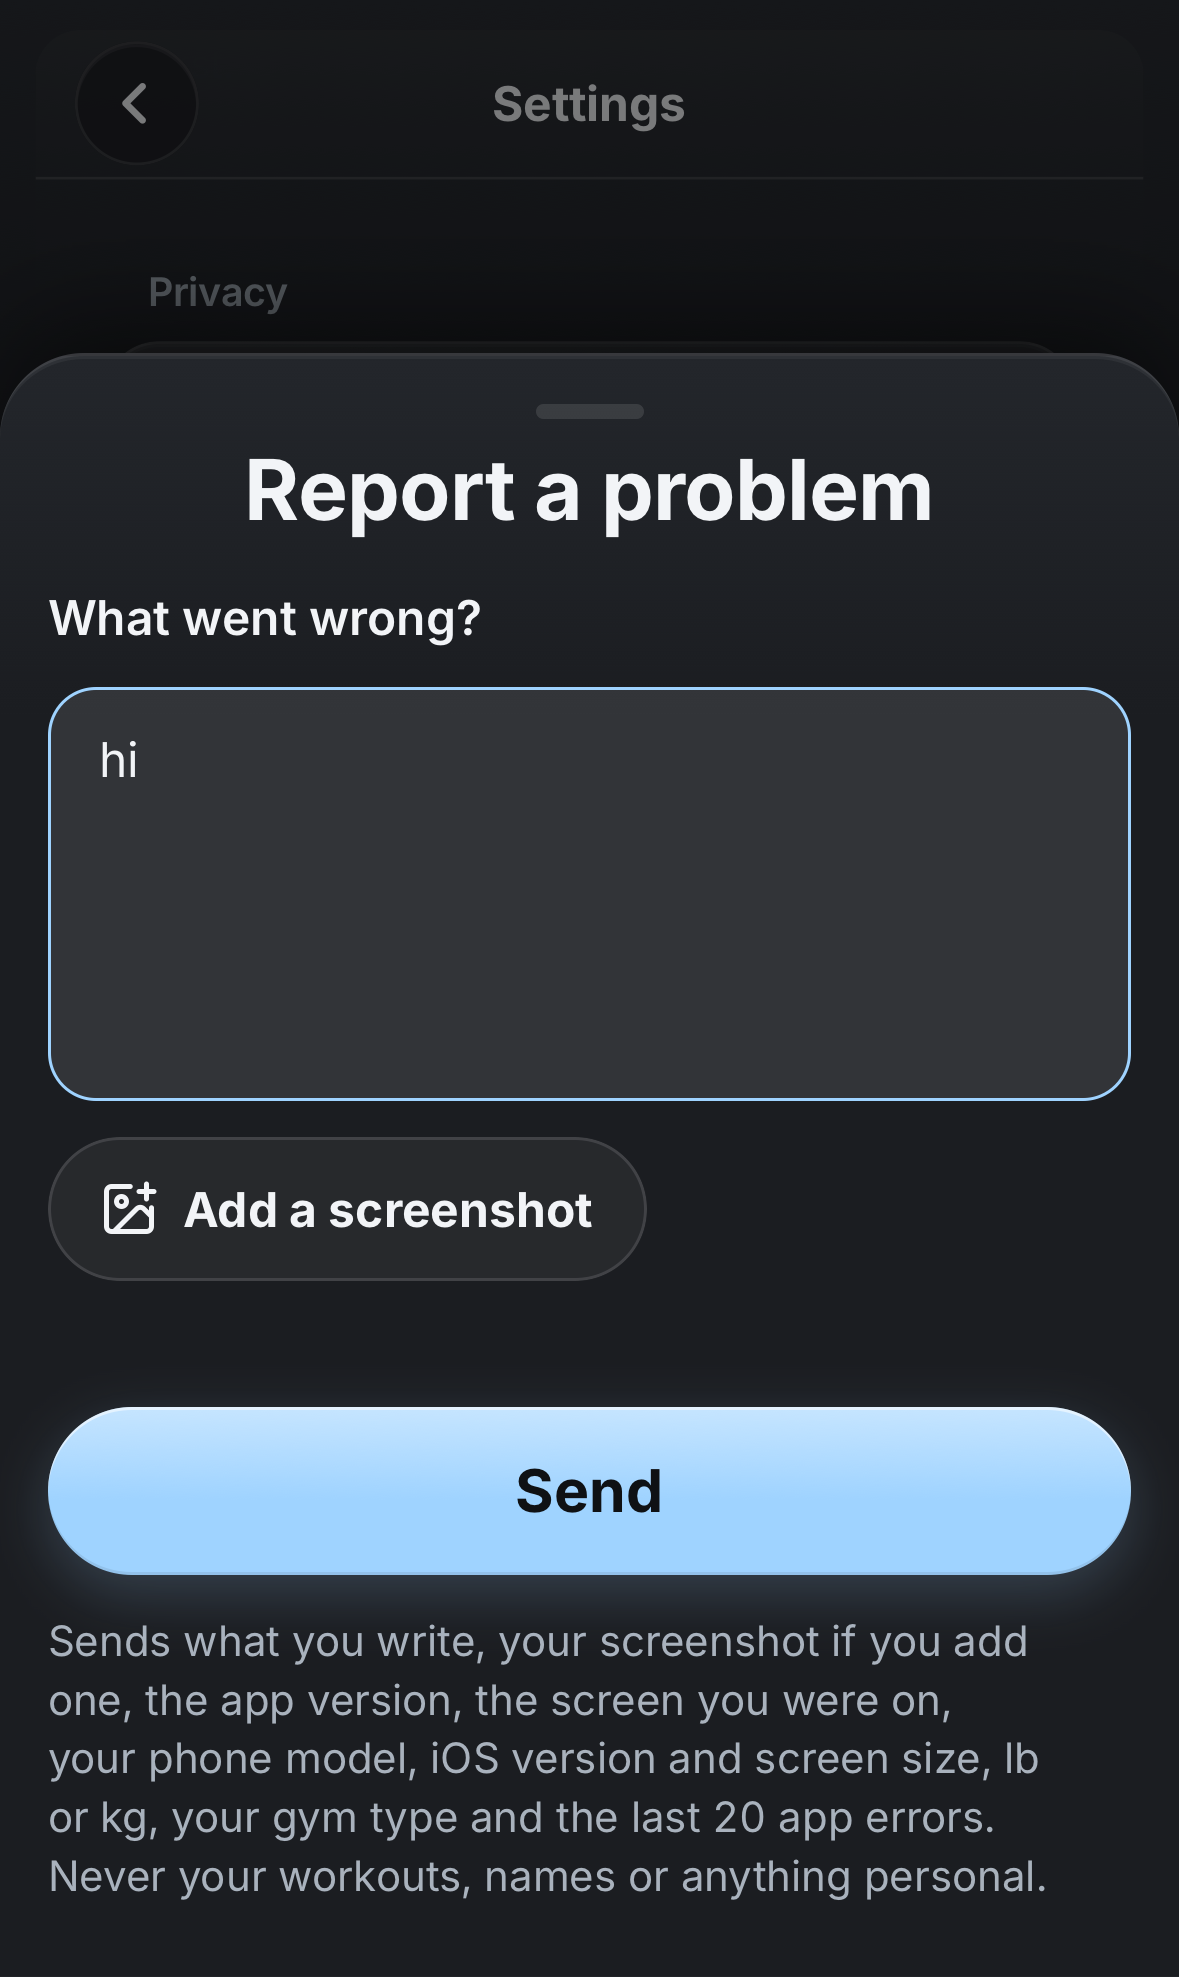 Settings
Privacy
Report a problem
What went wrong?
hi
Add a screenshot
Send
Sends what you write, your screenshot if you add
one, the app version, the screen you were on,
your phone model, iOS version and screen size, lb
or kg, your gym type and the last 20 app errors.
Never your workouts, names or anything personal.